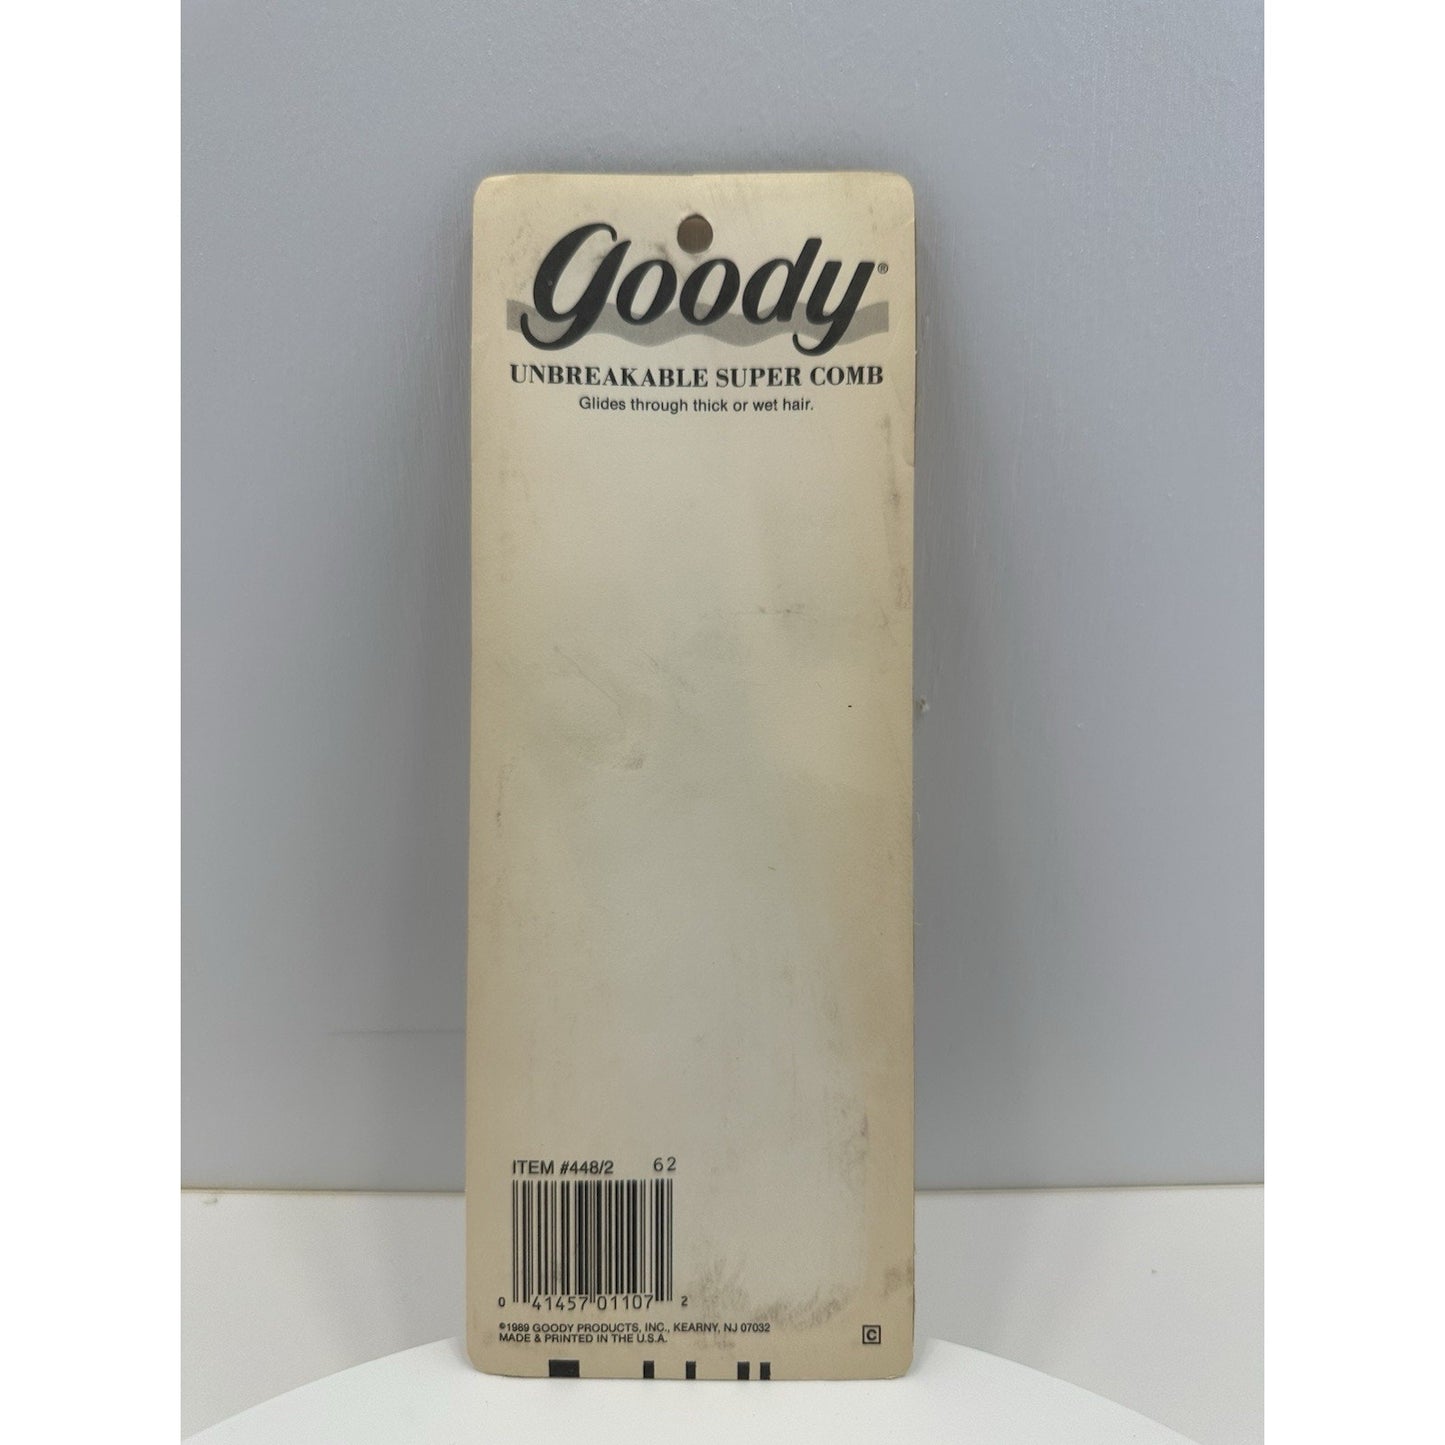 goody®
UNBREAKABLE SUPER COMB
Glides through thick or wet hair.
ITEM #448/2 62
0 41457 01107 2
©1989 GOODY PRODUCTS, INC., KEARNY, NJ 07032
MADE & PRINTED IN THE U.S.A.
C